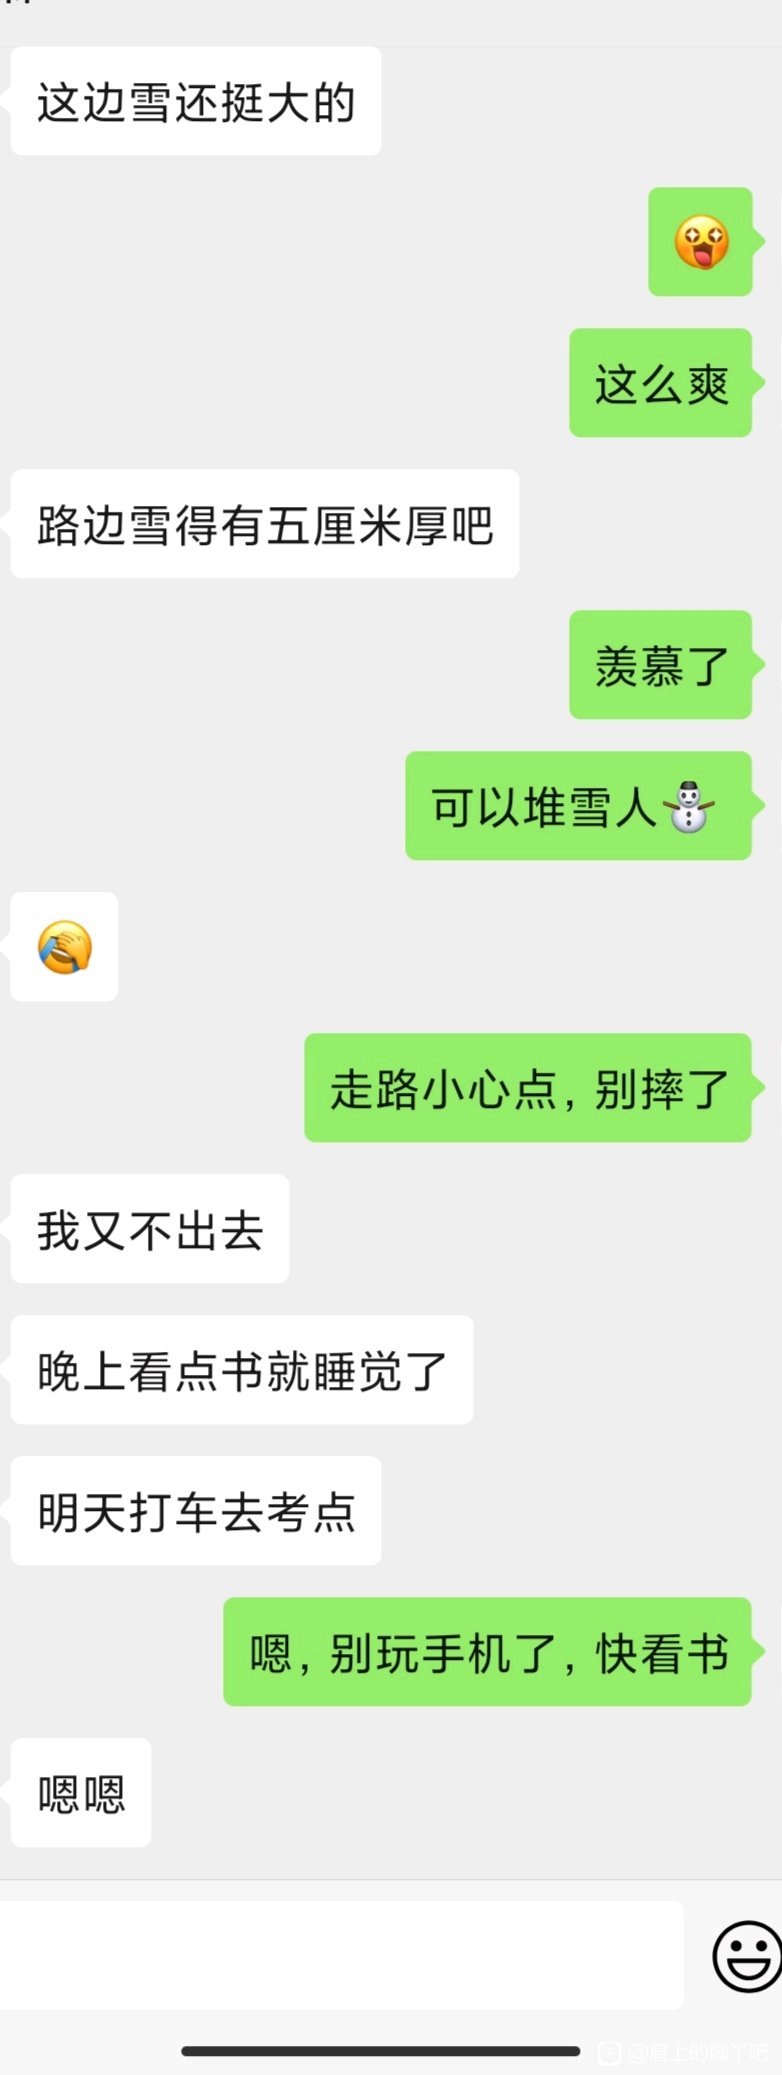 这边雪还挺大的
🤩
这么爽
路边雪得有五厘米厚吧
羡慕了
可以堆雪人⛄
🤦
走路小心点，别摔了
我又不出去
晚上看点书就睡觉了
明天打车去考点
嗯，别玩手机了，快看书
嗯嗯
@肩上的脚丫吧